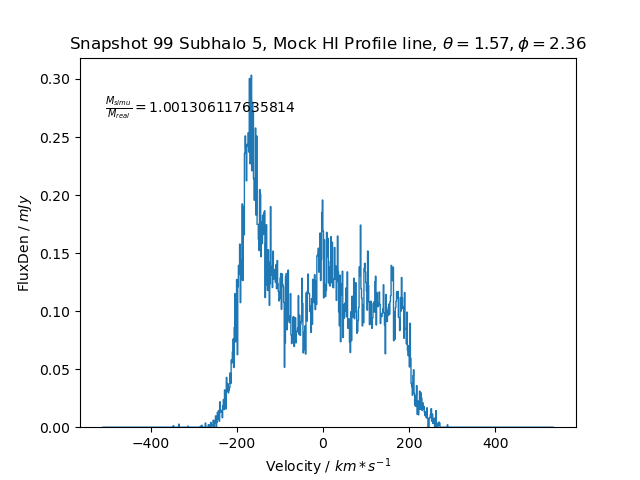 Snapshot 99 Subhalo 5, Mock HI Profile line, θ = 1.57, ϕ = 2.36
M_simu/M_real = 1.001306117635814
FluxDen / mJy
0.30
0.25
0.20
0.15
0.10
0.05
0.00
−400 −200 0 200 400
Velocity / km * s⁻¹